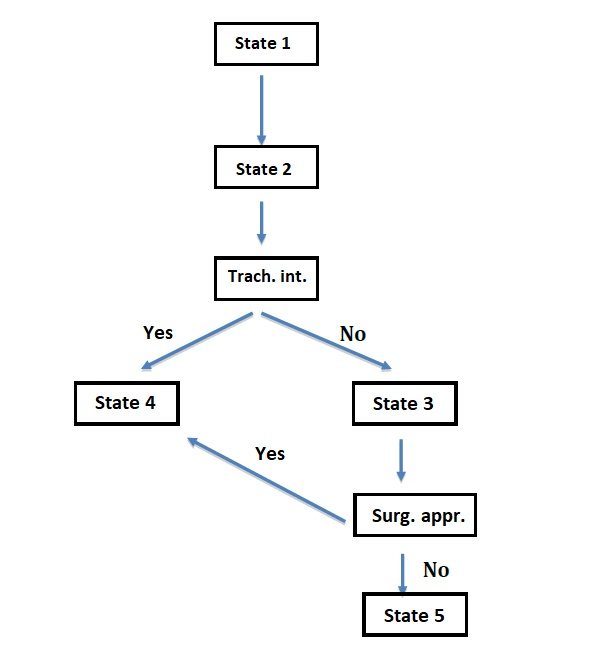 State 1
State 2
Trach. int.
Yes
No
State 4
State 3
Yes
Surg. appr.
No
State 5